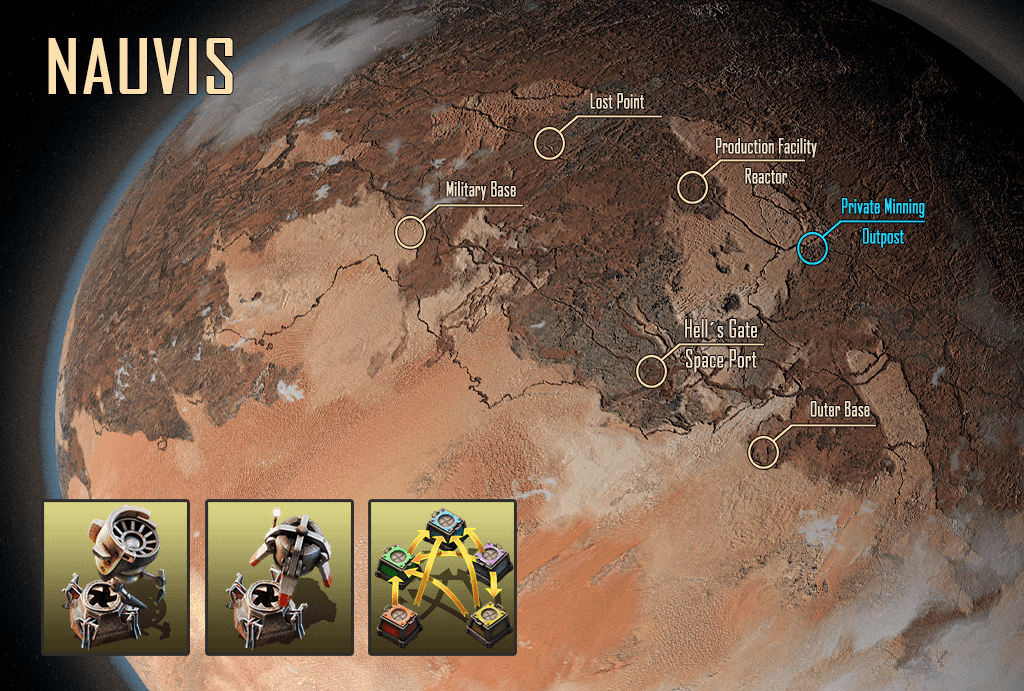 NAUVIS
Lost Point
Production Facility
Reactor
Military Base
Private Minning
Outpost
Hell´s Gate
Space Port
Outer Base